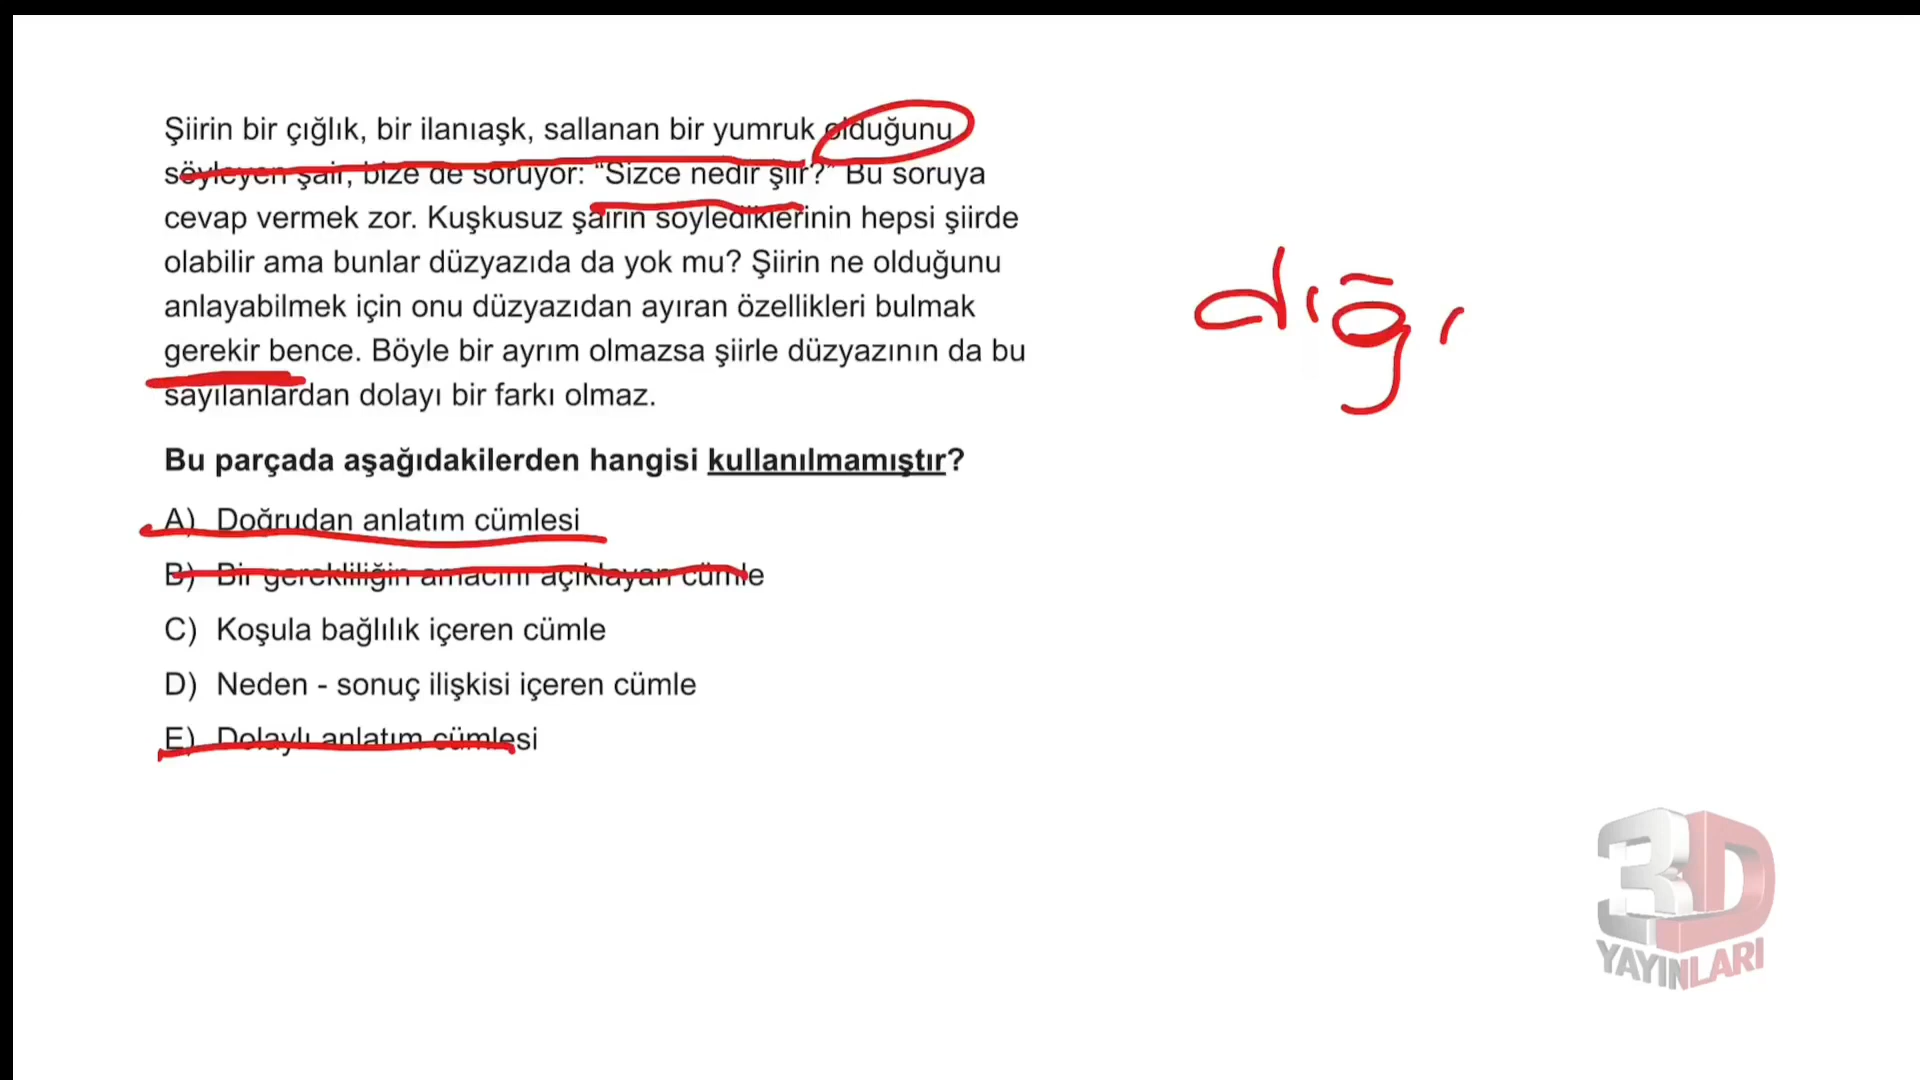 Şiirin bir çığlık, bir ilanıaşk, sallanan bir yumruk olduğunu
söyleyen şair, bize de soruyor: “Sizce nedir şiir?” Bu soruya
cevap vermek zor. Kuşkusuz şairin söylediklerinin hepsi şiirde
olabilir ama bunlar düzyazıda da yok mu? Şiirin ne olduğunu
anlayabilmek için onu düzyazıdan ayıran özellikleri bulmak
gerekir bence. Böyle bir ayrım olmazsa şiirle düzyazının da bu
sayılanlardan dolayı bir farkı olmaz.
Bu parçada aşağıdakilerden hangisi kullanılmamıştır?
A) Doğrudan anlatım cümlesi
B) Bir gerekliliğin amacını açıklayan cümle
C) Koşula bağlılık içeren cümle
D) Neden - sonuç ilişkisi içeren cümle
E) Dolaylı anlatım cümlesi
dığı
3D
YAYINLARI